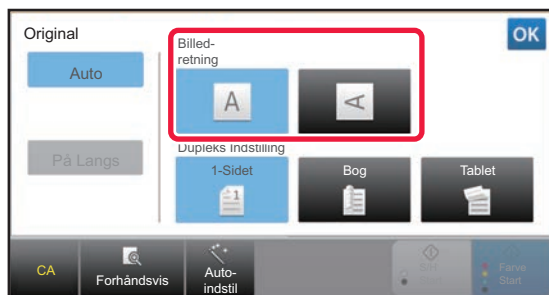 Original
OK
Billed-
retning
Auto
A
A
Dupleks Indstilling
På Langs
1-Sidet
Bog
Tablet
1
CA
Forhåndsvis
Auto-
indstil
Farve
Start